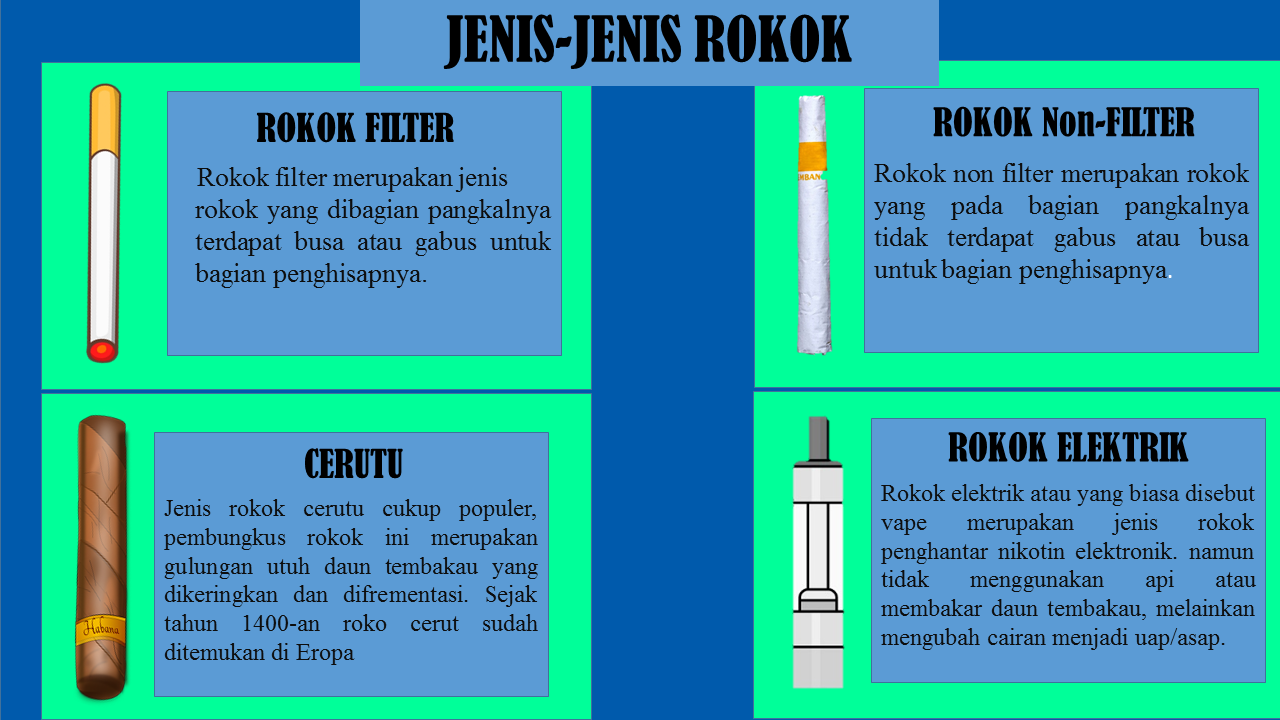 JENIS-JENIS ROKOK
ROKOK FILTER
Rokok filter merupakan jenis
rokok yang dibagian pangkalnya
terdapat busa atau gabus untuk
bagian penghisapnya.
ROKOK Non-FILTER
Rokok non filter merupakan rokok
yang pada bagian pangkalnya
tidak terdapat gabus atau busa
untuk bagian penghisapnya.
MBANG
CERUTU
Jenis rokok cerutu cukup populer,
pembungkus rokok ini merupakan
gulungan utuh daun tembakau yang
dikeringkan dan difrementasi. Sejak
tahun 1400-an roko cerut sudah
ditemukan di Eropa
Habana
ROKOK ELEKTRIK
Rokok elektrik atau yang biasa disebut
vape merupakan jenis rokok
penghantar nikotin elektronik. namun
tidak menggunakan api atau
membakar daun tembakau, melainkan
mengubah cairan menjadi uap/asap.